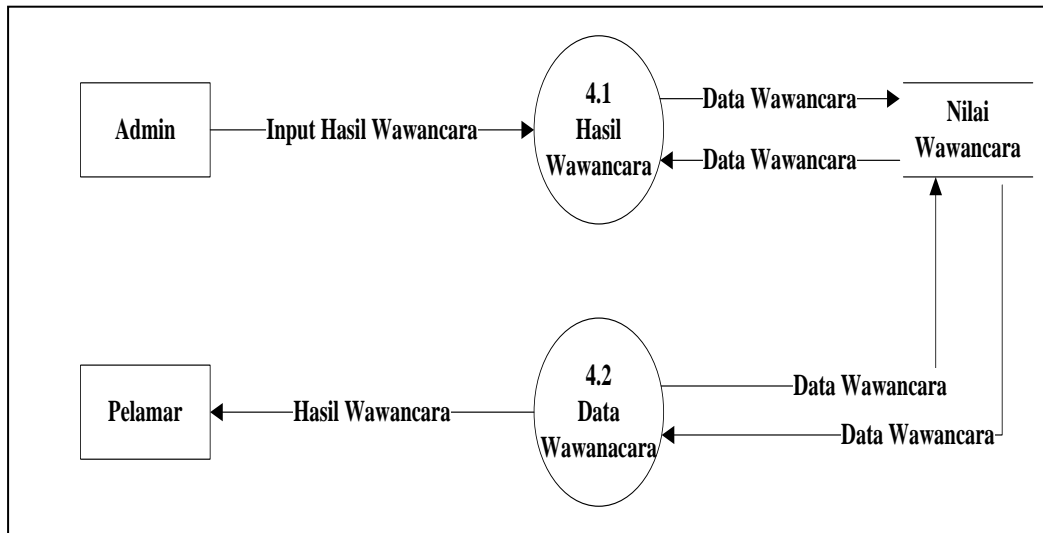 Admin
Input Hasil Wawancara
4.1
Hasil
Wawancara
Data Wawancara
Data Wawancara
Nilai
Wawancara
Pelamar
Hasil Wawancara
4.2
Data
Wawanacara
Data Wawancara
Data Wawancara